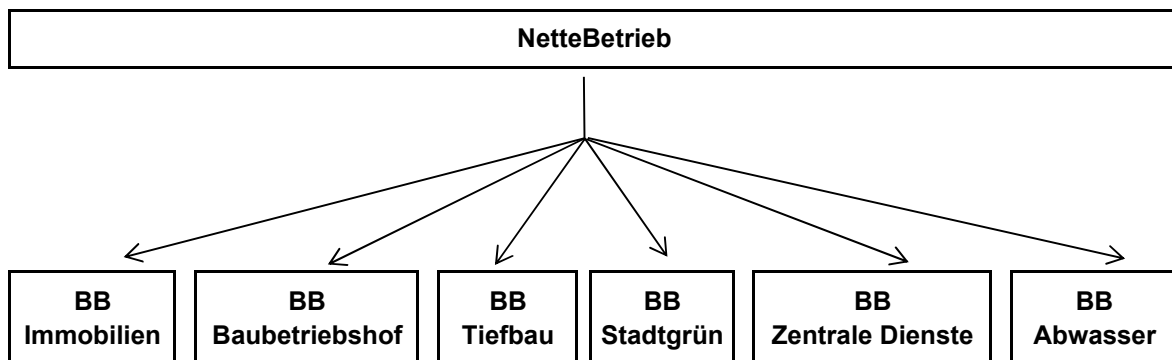 NetteBetrieb
BB
Immobilien
BB
Baubetriebshof
BB
Tiefbau
BB
Stadtgrün
BB
Zentrale Dienste
BB
Abwasser